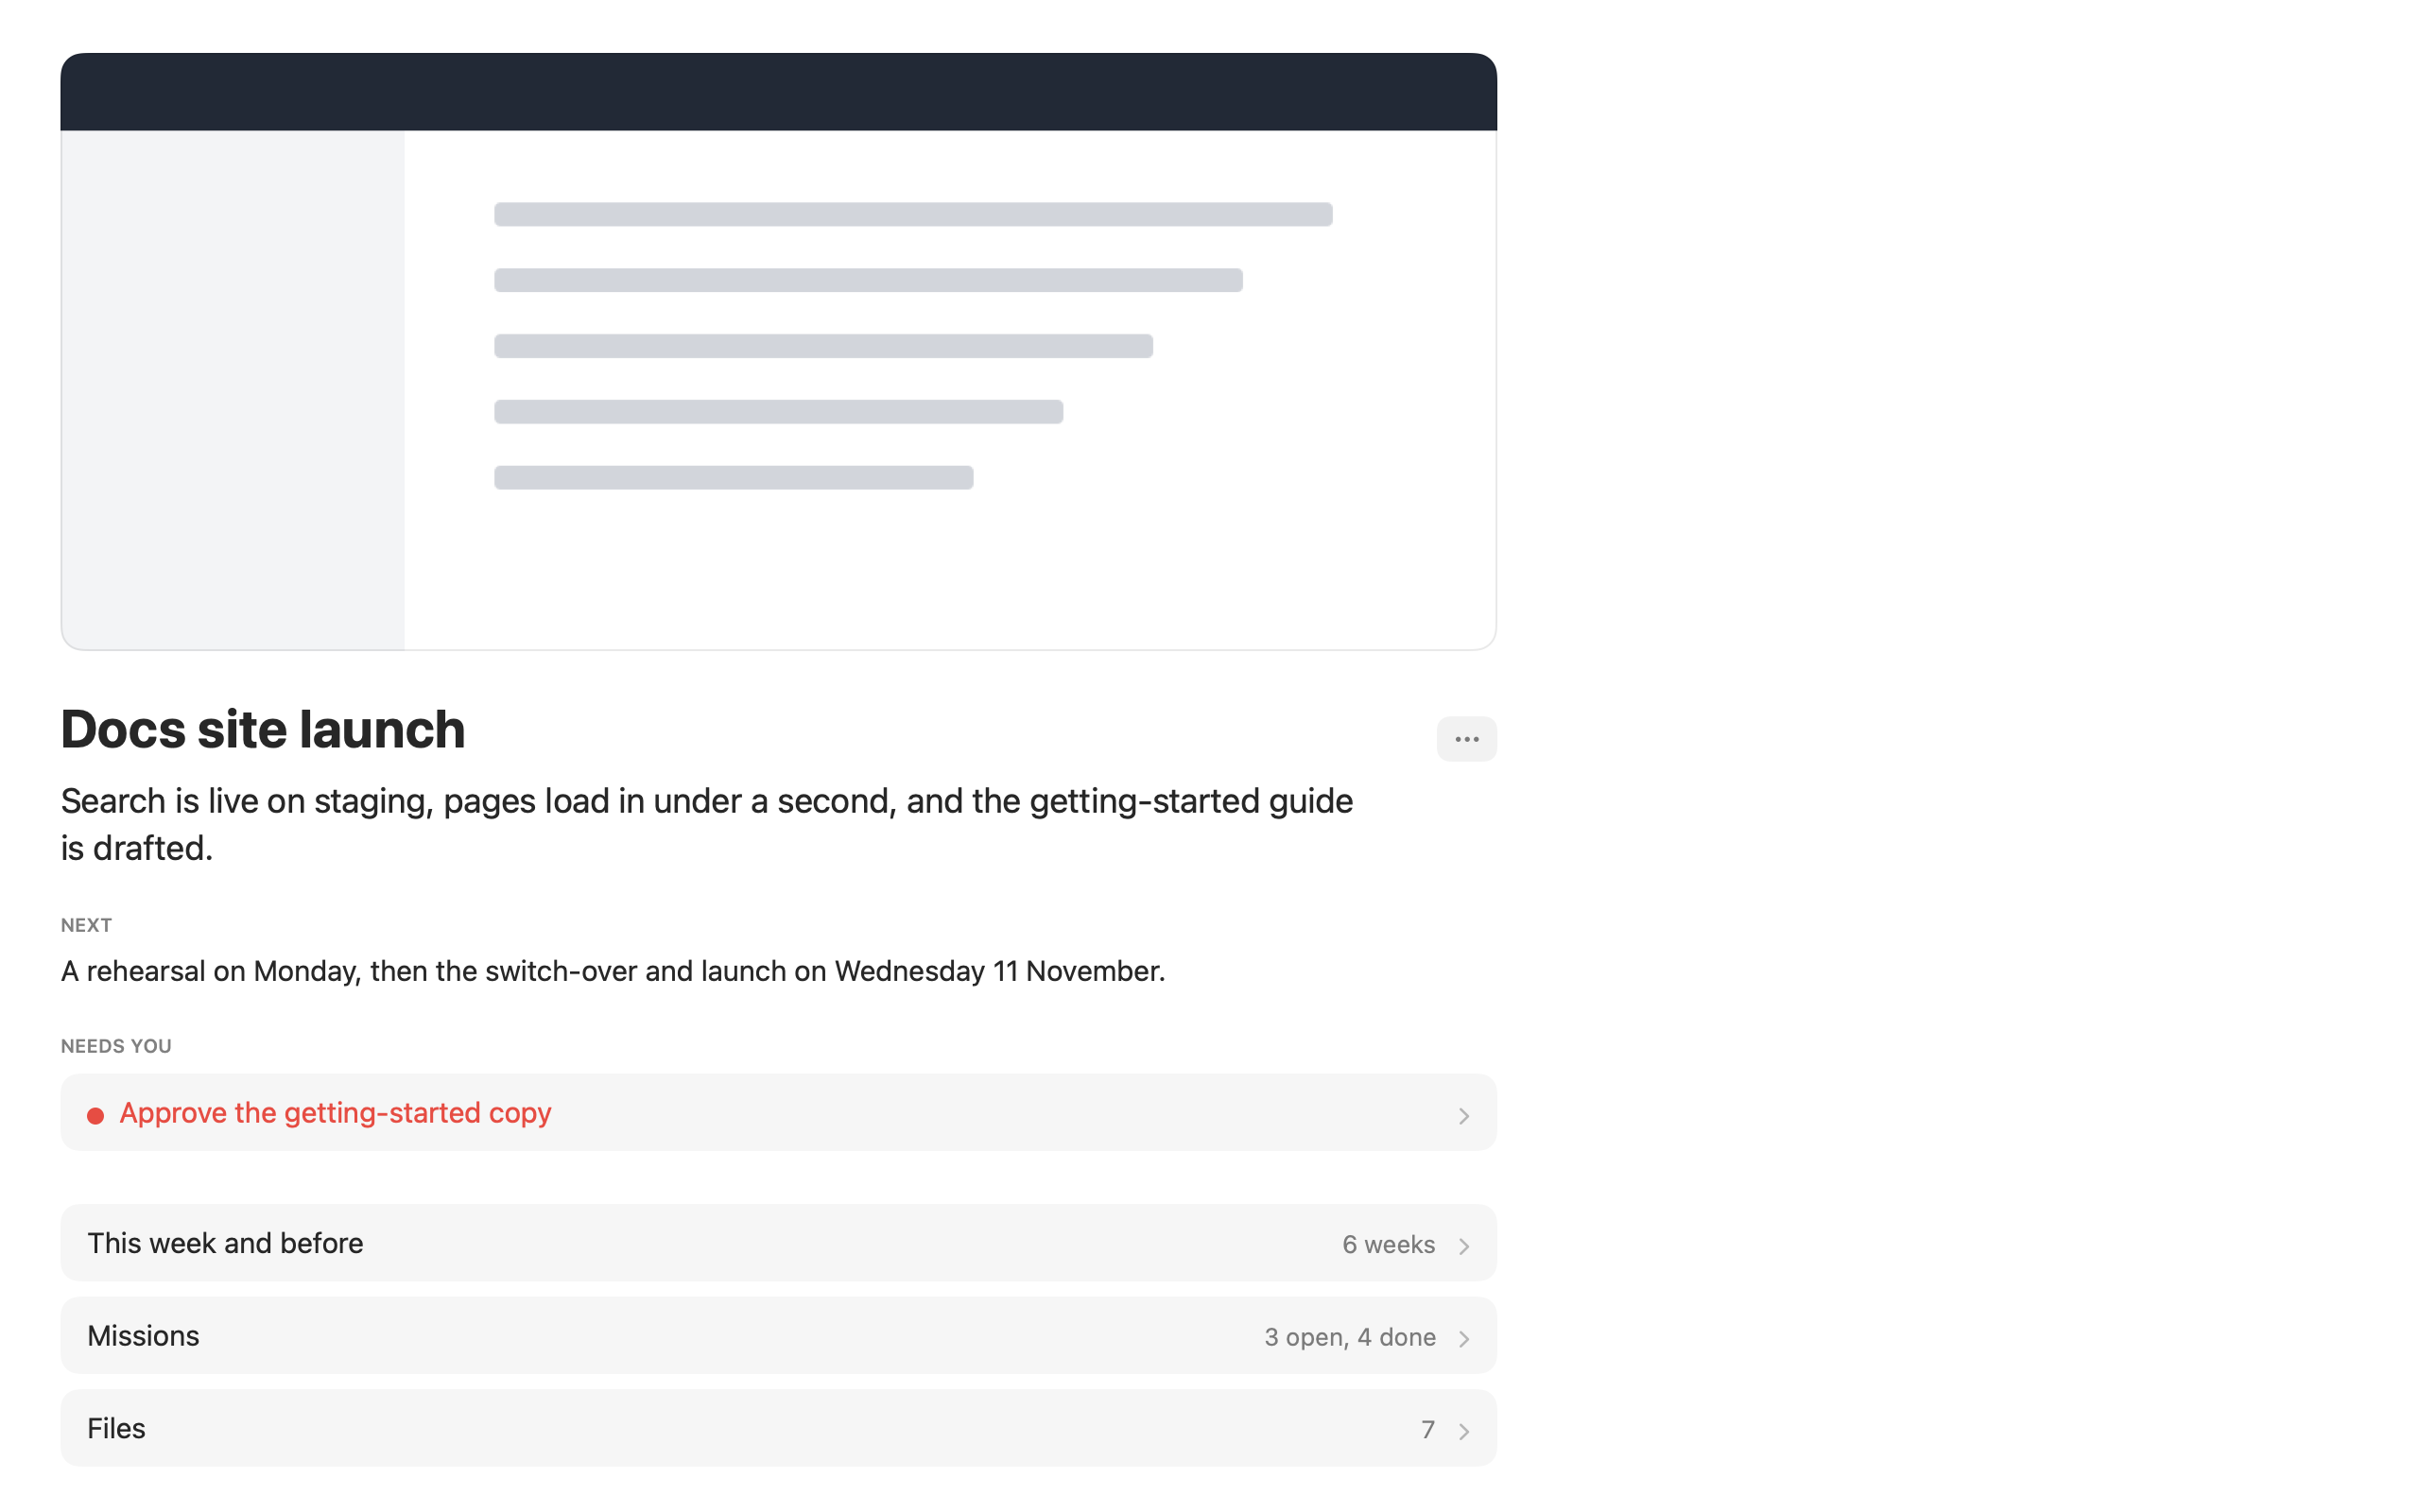 Docs site launch
Search is live on staging, pages load in under a second, and the getting-started guide
is drafted.
NEXT
A rehearsal on Monday, then the switch-over and launch on Wednesday 11 November.
NEEDS YOU
Approve the getting-started copy
This week and before 6 weeks
Missions 3 open, 4 done
Files 7